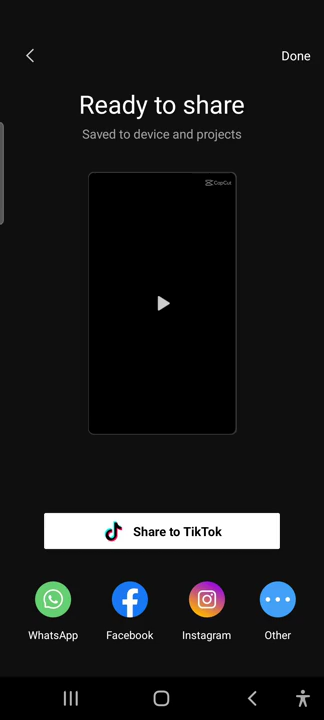 Done
Ready to share
Saved to device and projects
CapCut
Share to TikTok
WhatsApp
Facebook
Instagram
Other